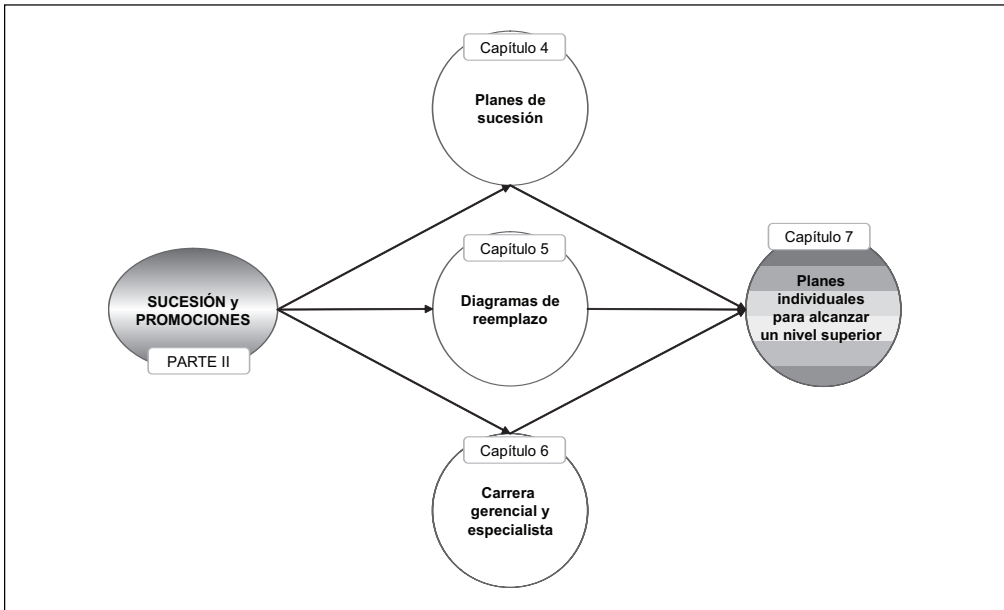 Capítulo 4
Planes de
sucesión
SUCESIÓN y
PROMOCIONES
PARTE II
Capítulo 5
Diagramas de
reemplazo
Capítulo 6
Carrera
gerencial y
especialista
Capítulo 7
Planes
individuales
para alcanzar
un nivel superior